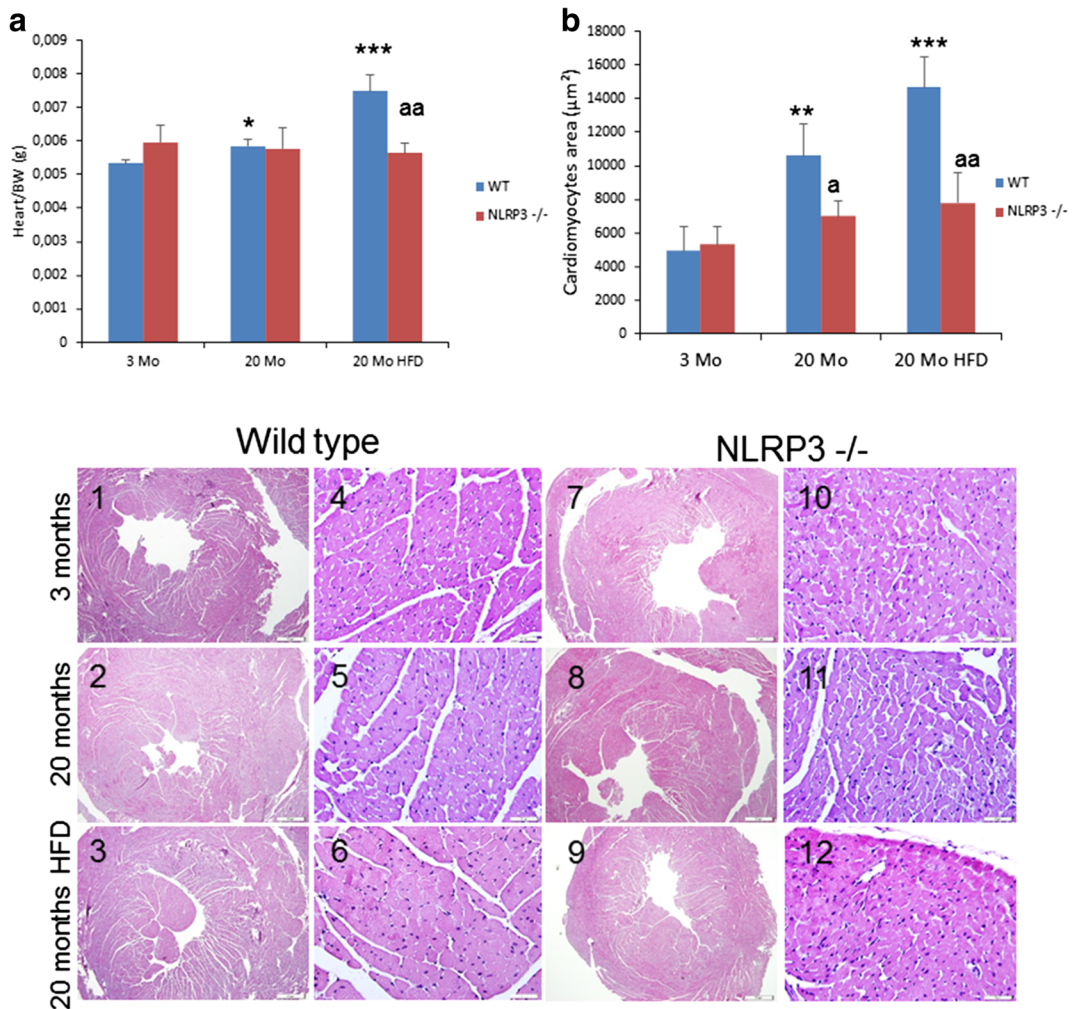 a
0,009
0,008
0,007
0,006
0,005
0,004
0,003
0,002
0,001
0
Heart/BW (g)
*
***
aa
3 Mo
20 Mo
20 Mo HFD
WT
NLRP3 -/-
b
18000
16000
14000
12000
10000
8000
6000
4000
2000
0
Cardiomyocytes area (µm²)
**
a
***
aa
3 Mo
20 Mo
20 Mo HFD
WT
NLRP3 -/-
Wild type
NLRP3 -/-
3 months
1
4
7
10
20 months
2
5
8
11
20 months HFD
3
6
9
12